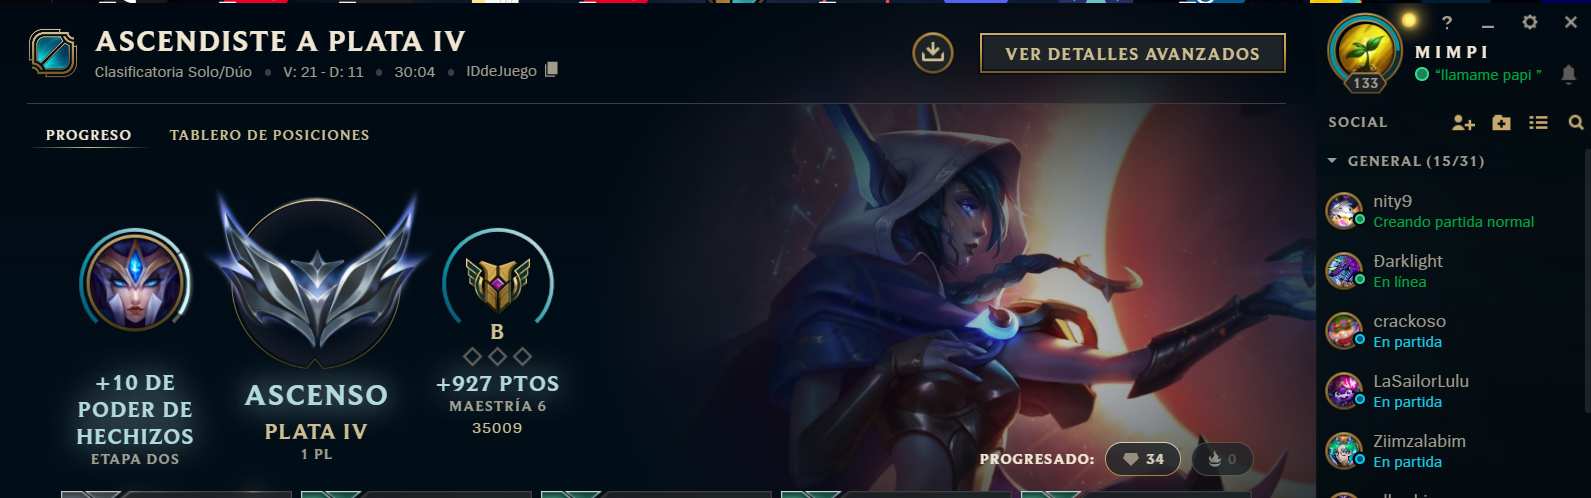 ASCENDISTE A PLATA IV
Clasificatoria Solo/Dúo • V: 21 - D: 11 • 30:04 • IDdeJuego
VER DETALLES AVANZADOS
PROGRESO
TABLERO DE POSICIONES
+10 DE
PODER DE
HECHIZOS
ETAPA DOS
ASCENSO
PLATA IV
1 PL
B
+927 PTOS
MAESTRÍA 6
35009
PROGRESADO: 34 0
?
133
MIMPI
“llamame papi ”
SOCIAL
GENERAL (15/31)
nity9
Creando partida normal
Đarklight
En línea
crackoso
En partida
LaSailorLulu
En partida
Ziimzalabim
En partida